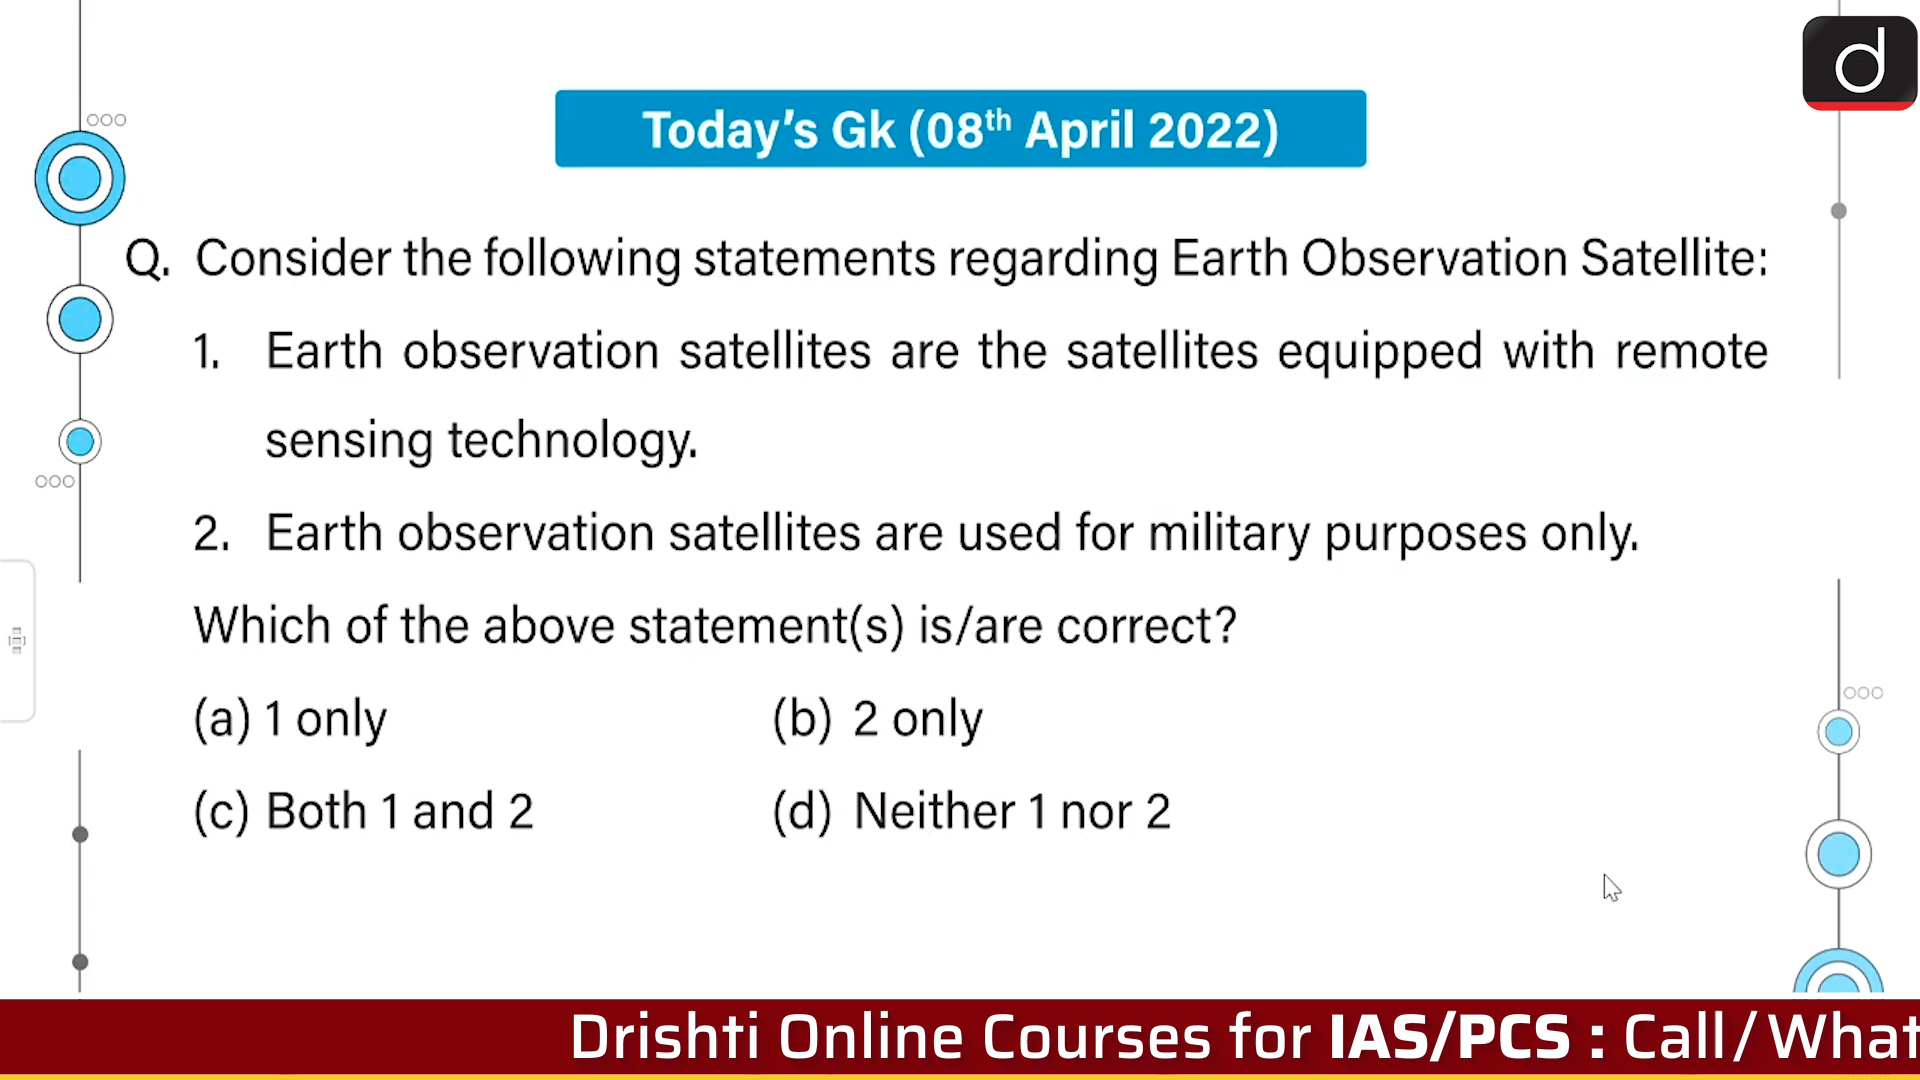 d
Today's Gk (08th April 2022)
Q. Consider the following statements regarding Earth Observation Satellite:
1. Earth observation satellites are the satellites equipped with remote
sensing technology.
2. Earth observation satellites are used for military purposes only.
Which of the above statement(s) is/are correct?
(a) 1 only (b) 2 only
(c) Both 1 and 2 (d) Neither 1 nor 2
Drishti Online Courses for IAS/PCS : Call/What